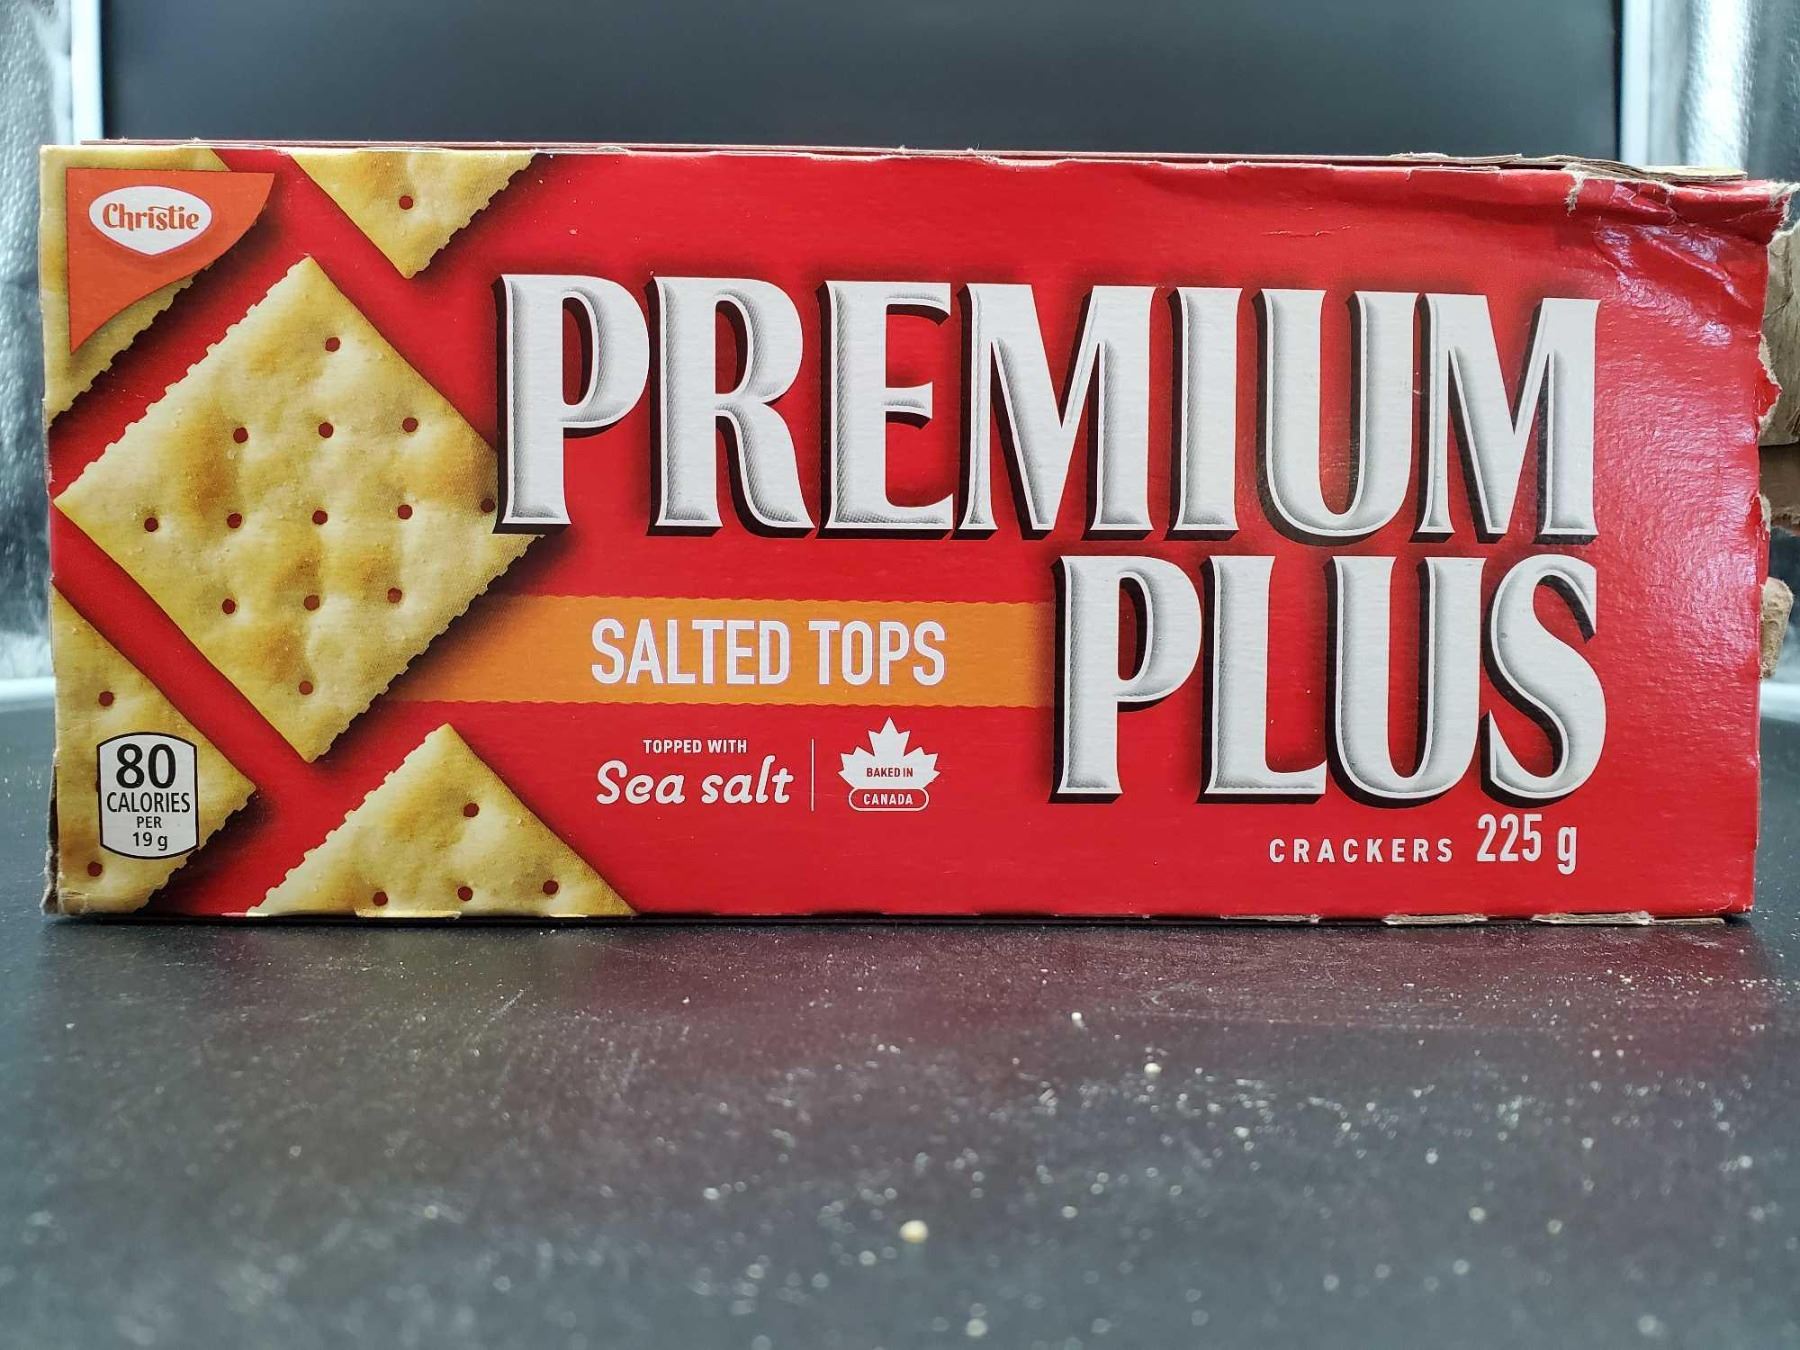 Christie
PREMIUM
PLUS
SALTED TOPS
TOPPED WITH
Sea salt
BAKED IN
CANADA
80
CALORIES
PER
19 g
CRACKERS 225 g